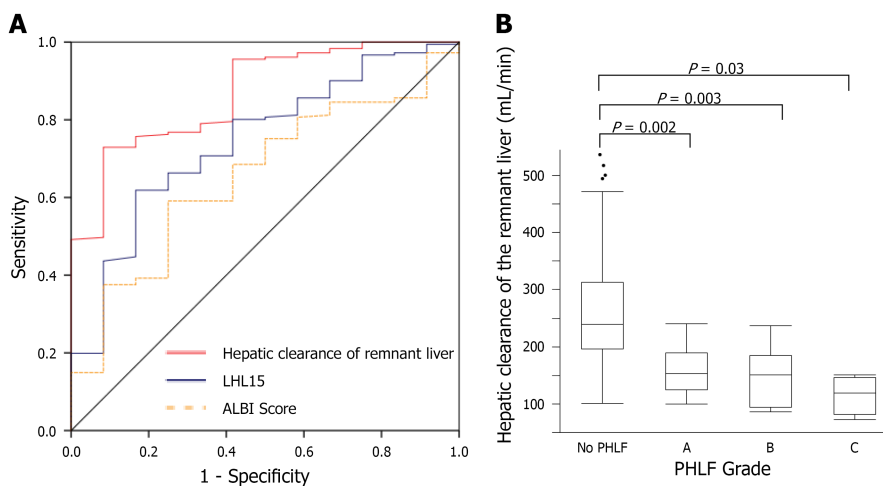 A
1.0
0.8
0.6
0.4
0.2
0.0
Sensitivity
0.0 0.2 0.4 0.6 0.8 1.0
1 - Specificity
Hepatic clearance of remnant liver
LHL15
ALBI Score
B
Hepatic clearance of the remnant liver (mL/min)
P = 0.03
P = 0.003
P = 0.002
500
400
300
200
100
No PHLF A B C
PHLF Grade